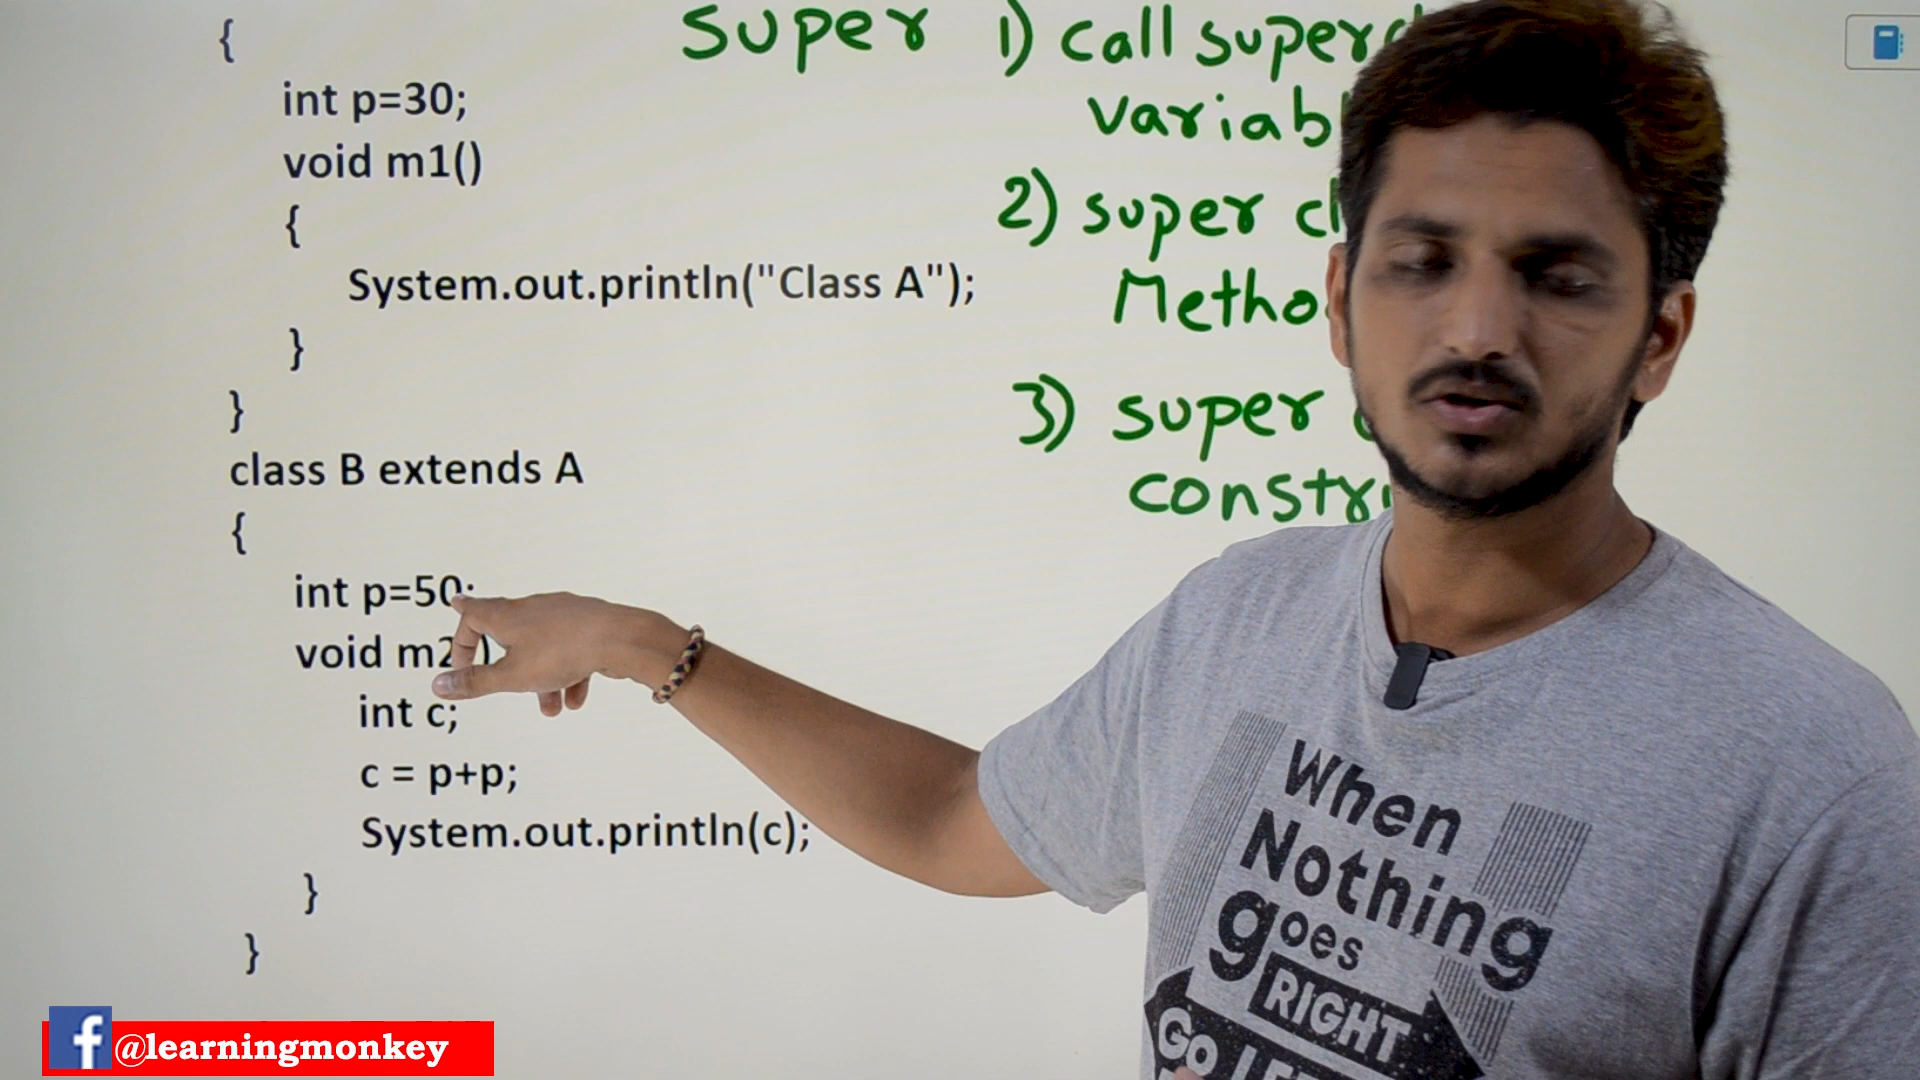 {
int p=30;
void m1()
{
System.out.println("Class A");
}
}
class B extends A
{
int p=50;
void m2()
int c;
c = p+p;
System.out.println(c);
}
}
super 1) call super
variab
2) super cl
Metho
3) super
constr
When
Nothing
goes
RIGHT
Go
@learningmonkey